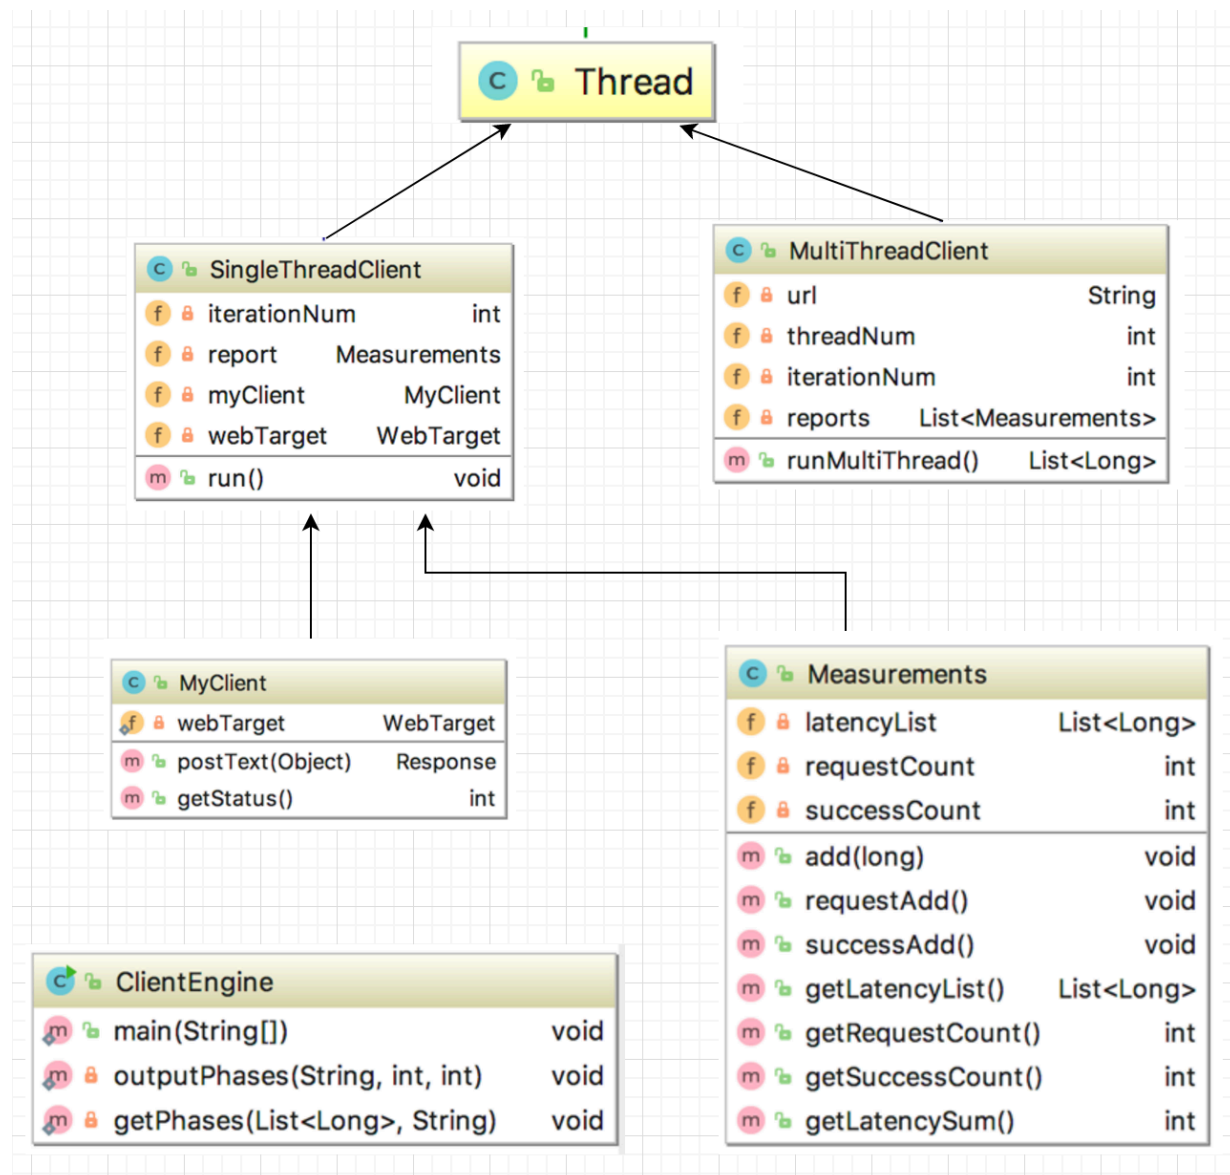 C Thread
C SingleThreadClient
f iterationNum int
f report Measurements
f myClient MyClient
f webTarget WebTarget
m run() void
C MultiThreadClient
f url String
f threadNum int
f iterationNum int
f reports List<Measurements>
m runMultiThread() List<Long>
C MyClient
f webTarget WebTarget
m postText(Object) Response
m getStatus() int
C Measurements
f latencyList List<Long>
f requestCount int
f successCount int
m add(long) void
m requestAdd() void
m successAdd() void
m getLatencyList() List<Long>
m getRequestCount() int
m getSuccessCount() int
m getLatencySum() int
C ClientEngine
m main(String[]) void
m outputPhases(String, int, int) void
m getPhases(List<Long>, String) void